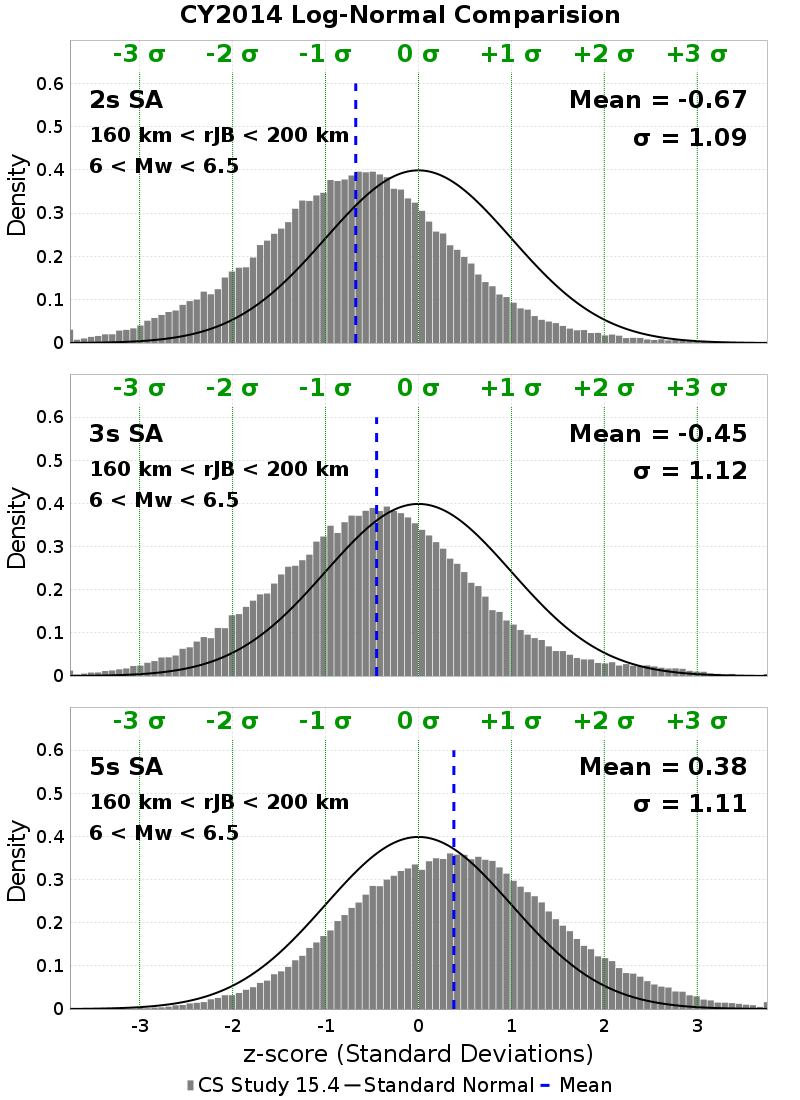 CY2014 Log-Normal Comparision
-3 σ -2 σ -1 σ 0 σ +1 σ +2 σ +3 σ
0.6
2s SA Mean = -0.67
0.5
160 km < rJB < 200 km σ = 1.09
6 < Mw < 6.5
0.4
0.3
Density
0.2
0.1
0
-3 σ -2 σ -1 σ 0 σ +1 σ +2 σ +3 σ
0.6
3s SA Mean = -0.45
0.5
160 km < rJB < 200 km σ = 1.12
6 < Mw < 6.5
0.4
0.3
Density
0.2
0.1
0
-3 σ -2 σ -1 σ 0 σ +1 σ +2 σ +3 σ
0.6
5s SA Mean = 0.38
0.5
160 km < rJB < 200 km σ = 1.11
6 < Mw < 6.5
0.4
0.3
Density
0.2
0.1
0
-3 -2 -1 0 1 2 3
z-score (Standard Deviations)
CS Study 15.4 Standard Normal Mean